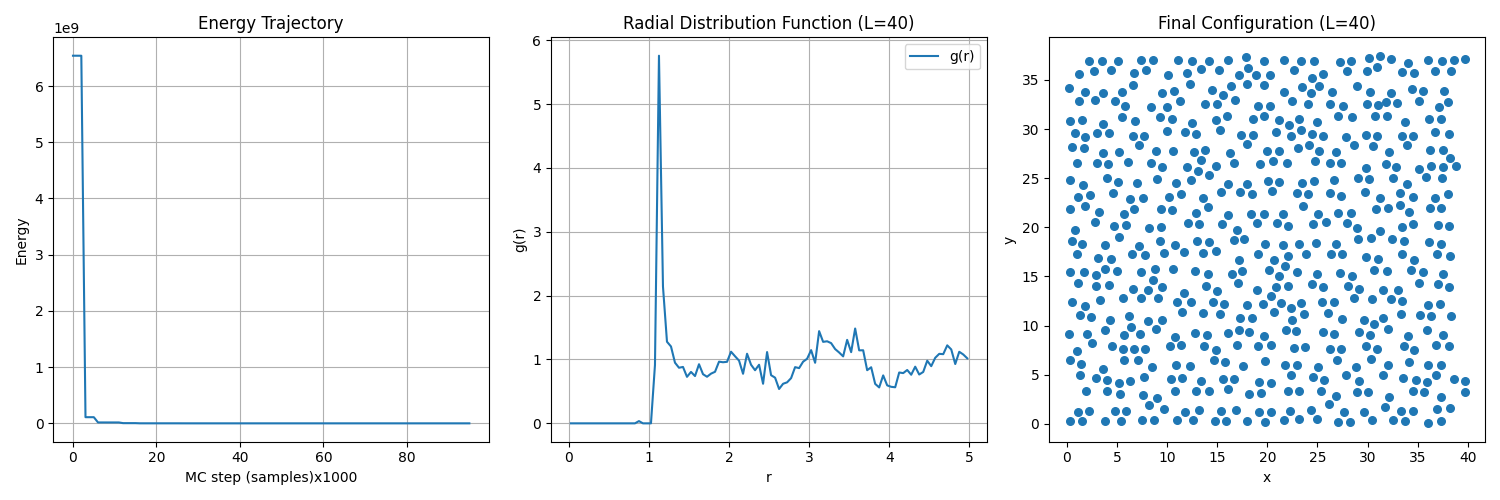 Energy Trajectory
1e9
6
5
4
3
2
1
0
Energy
0 20 40 60 80
MC step (samples)x1000
Radial Distribution Function (L=40)
g(r)
6
5
4
3
2
1
0
g(r)
0 1 2 3 4 5
r
Final Configuration (L=40)
35
30
25
20
15
10
5
0
y
0 5 10 15 20 25 30 35 40
x